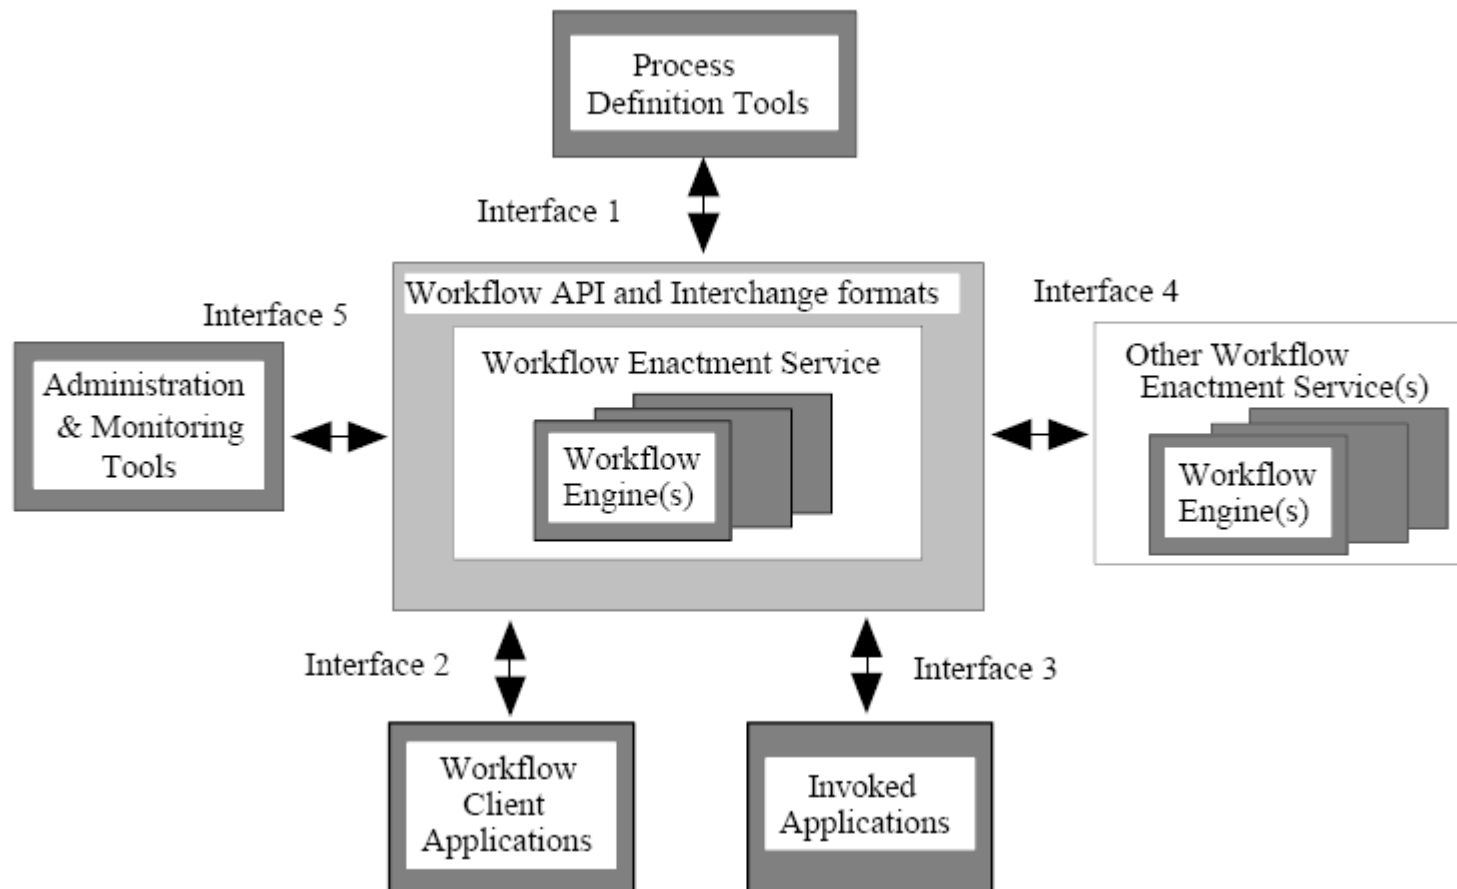 Process
Definition Tools
Interface 1
Workflow API and Interchange formats
Interface 4
Interface 5
Workflow Enactment Service
Other Workflow
Enactment Service(s)
Administration
& Monitoring
Tools
Workflow
Engine(s)
Workflow
Engine(s)
Interface 2
Interface 3
Workflow
Client
Applications
Invoked
Applications